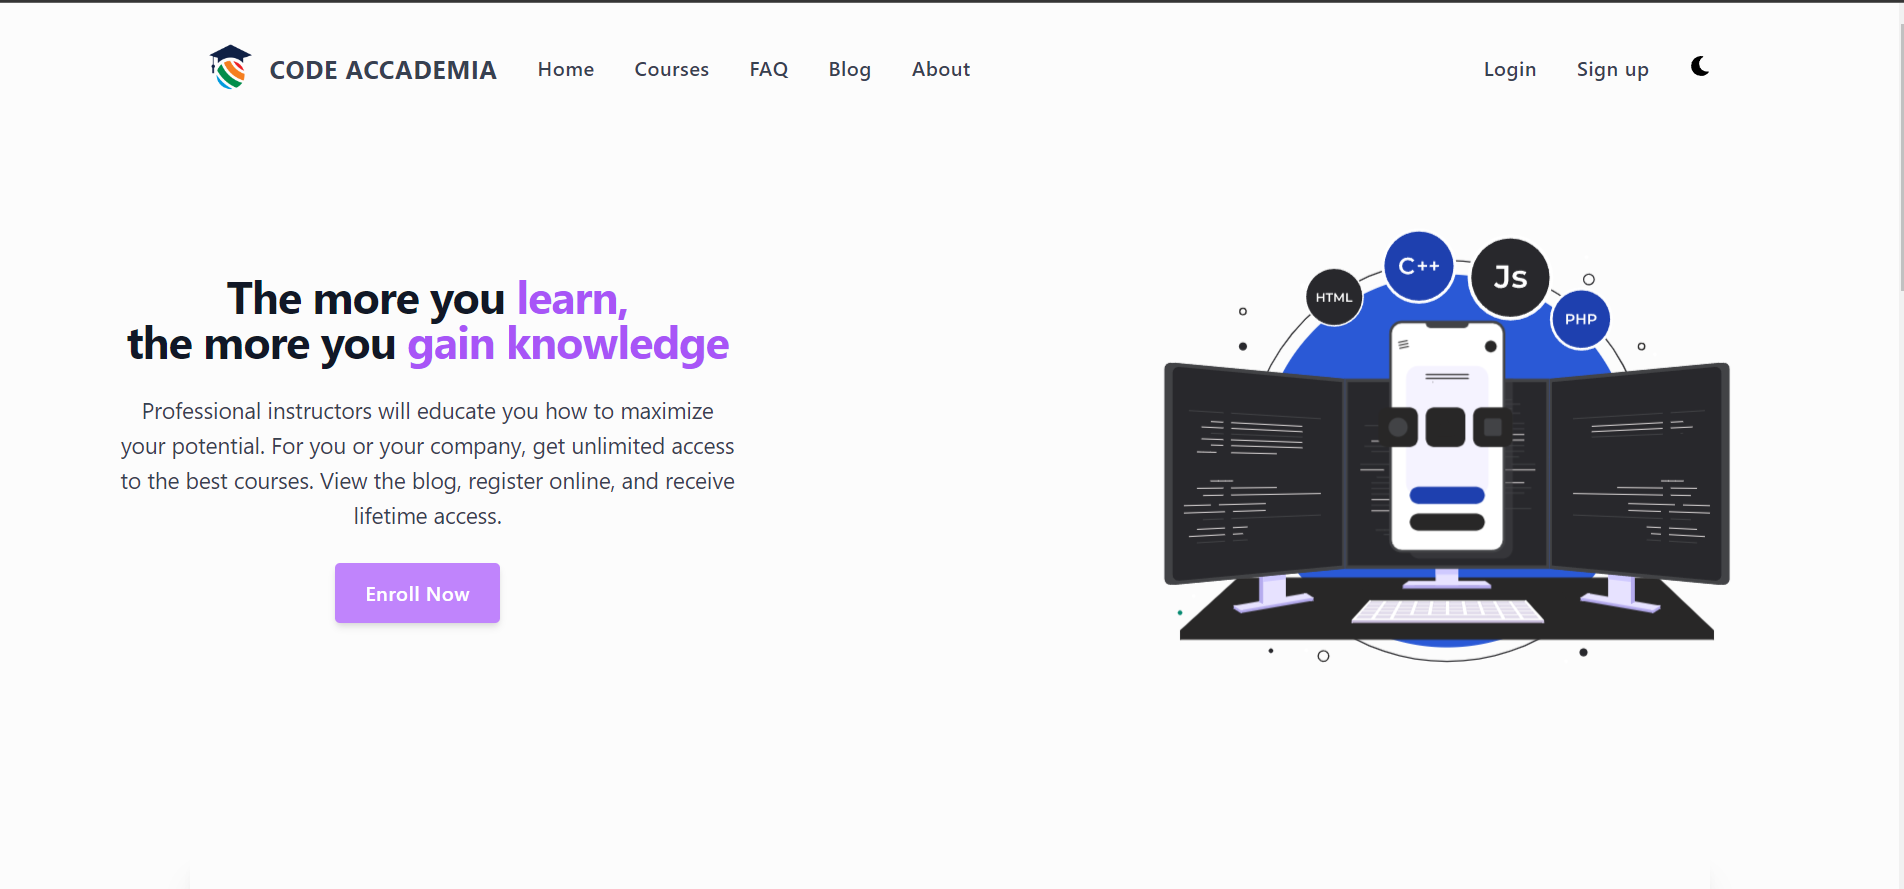 CODE ACCADEMIA Home Courses FAQ Blog About Login Sign up
The more you learn,
the more you gain knowledge
Professional instructors will educate you how to maximize
your potential. For you or your company, get unlimited access
to the best courses. View the blog, register online, and receive
lifetime access.
Enroll Now
HTML
C++
Js
PHP